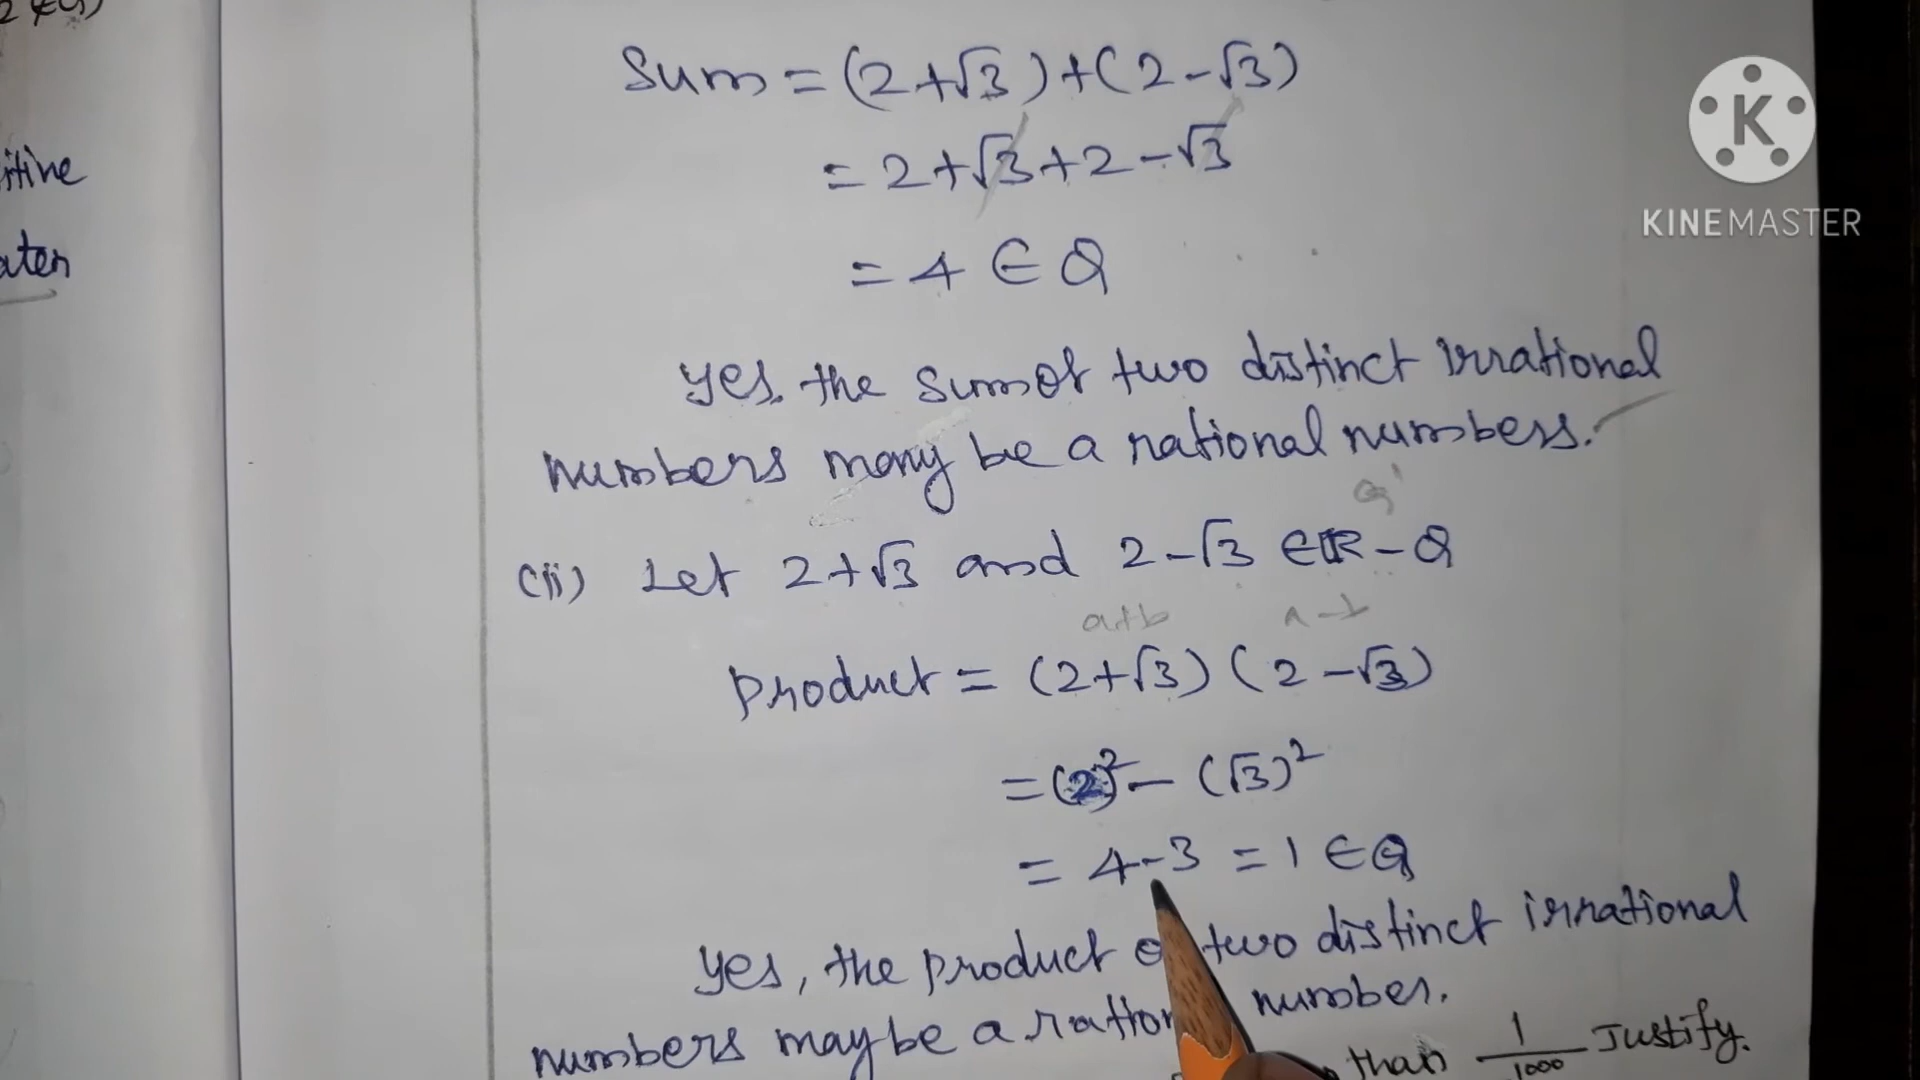 Sum = (2+√3)+(2-√3)
= 2+√3+2-√3
= 4 ∈ Q
itive
aten
yes, the sum of two distinct irrational
numbers many be a rational numbers.
Q'
(ii) Let 2+√3 and 2-√3 ∈ R-Q
a+b a-b
Product = (2+√3)(2-√3)
= (2)²-(√3)²
= 4-3 = 1 ∈ Q
yes, the product two distinct irrational
numbers may be a number.
than 1/1000 Justify.
KINEMASTER